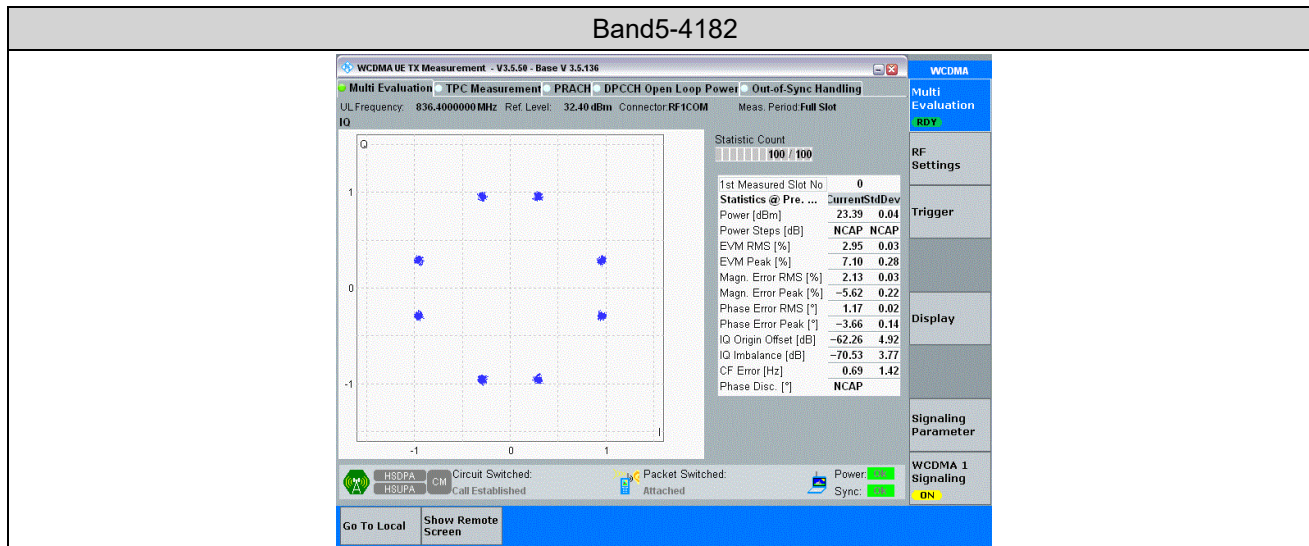 Band5-4182
WCDMA UE TX Measurement - V3.5.50 - Base V 3.5.136
WCDMA
Multi Evaluation TPC Measurement PRACH DPCCH Open Loop Power Out-of-Sync Handling
UL Frequency: 836.4000000 MHz Ref. Level: 32.40 dBm Connector: RF1COM Meas. Period: Full Slot
IQ
Q
1
0
-1
-1 0 1
I
Statistic Count
100 / 100
1st Measured Slot No 0
Statistics @ Pre. ... Current StdDev
Power [dBm] 23.39 0.04
Power Steps [dB] NCAP NCAP
EVM RMS [%] 2.95 0.03
EVM Peak [%] 7.10 0.28
Magn. Error RMS [%] 2.13 0.03
Magn. Error Peak [%] −5.62 0.22
Phase Error RMS [°] 1.17 0.02
Phase Error Peak [°] −3.66 0.14
IQ Origin Offset [dB] −62.26 4.92
IQ Imbalance [dB] −70.53 3.77
CF Error [Hz] 0.69 1.42
Phase Disc. [°] NCAP
Multi
Evaluation
RDY
RF
Settings
Trigger
Display
Signaling
Parameter
WCDMA 1
Signaling
ON
HSDPA
HSUPA
CM
Circuit Switched:
Call Established
Packet Switched:
Attached
Power: OK
Sync: OK
Go To Local
Show Remote
Screen